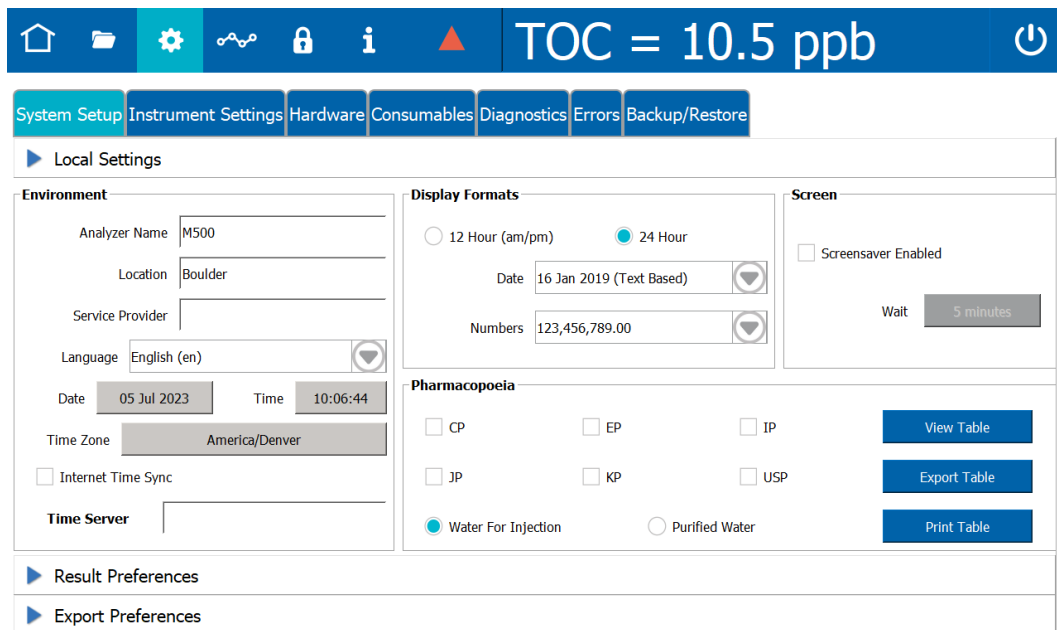 TOC = 10.5 ppb
System Setup Instrument Settings Hardware Consumables Diagnostics Errors Backup/Restore
Local Settings
Environment
Analyzer Name M500
Location Boulder
Service Provider
Language English (en)
Date 05 Jul 2023 Time 10:06:44
Time Zone America/Denver
Internet Time Sync
Time Server
Display Formats
12 Hour (am/pm) 24 Hour
Date 16 Jan 2019 (Text Based)
Numbers 123,456,789.00
Screen
Screensaver Enabled
Wait 5 minutes
Pharmacopoeia
CP EP IP View Table
JP KP USP Export Table
Water For Injection Purified Water Print Table
Result Preferences
Export Preferences